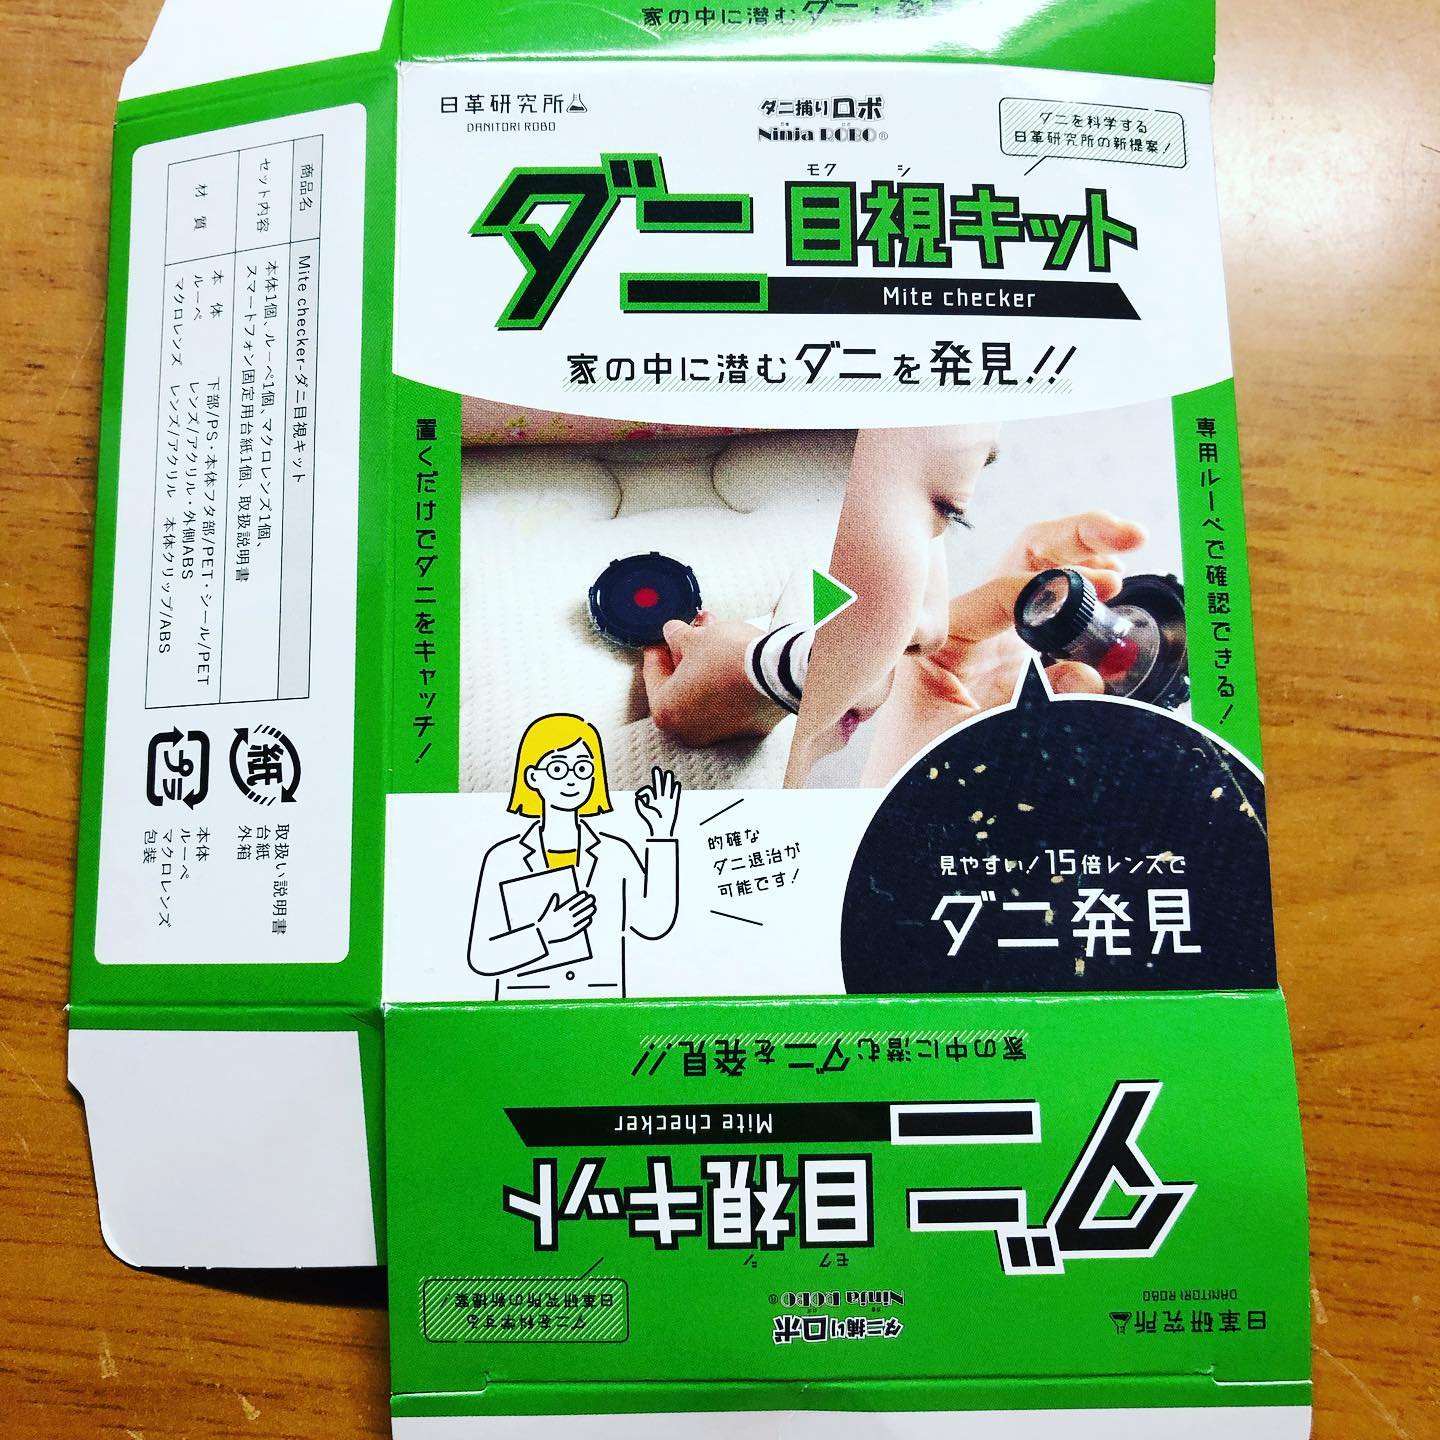 家の中に潜むダニを発見
日革研究所
DANITORI ROBO
ダニ捕りロボ
Ninja ROBO®
ダニを科学する
日革研究所の新提案!
ダニ目視キット
モク シ
Mite checker
家の中に潜むダニを発見!!
置くだけでダニをキャッチ!
専用ルーペで確認できる!
的確な
ダニ退治が
可能です!
見やすい!15倍レンズで
ダニ発見
商品名 Mite checker-ダニ目視キット
セット内容 本体1個、ルーペ1個、マクロレンズ1個、
スマートフォン固定用台紙1個、取扱説明書
材質 本体 下部/PS・本体フタ部/PET・シール/PET
ルーペ レンズ/アクリル・外側ABS
マクロレンズ レンズ/アクリル 本体クリップ/ABS
紙
取扱い説明書
台紙
外箱
プラ
本体
ルーペ
マクロレンズ
包装
日革研究所
DANITORI ROBO
ダニ捕りロボ
Ninja ROBO®
ダニを科学する
日革研究所の新提案!
ダニ目視キット
モク シ
Mite checker
家の中に潜むダニを発見!!